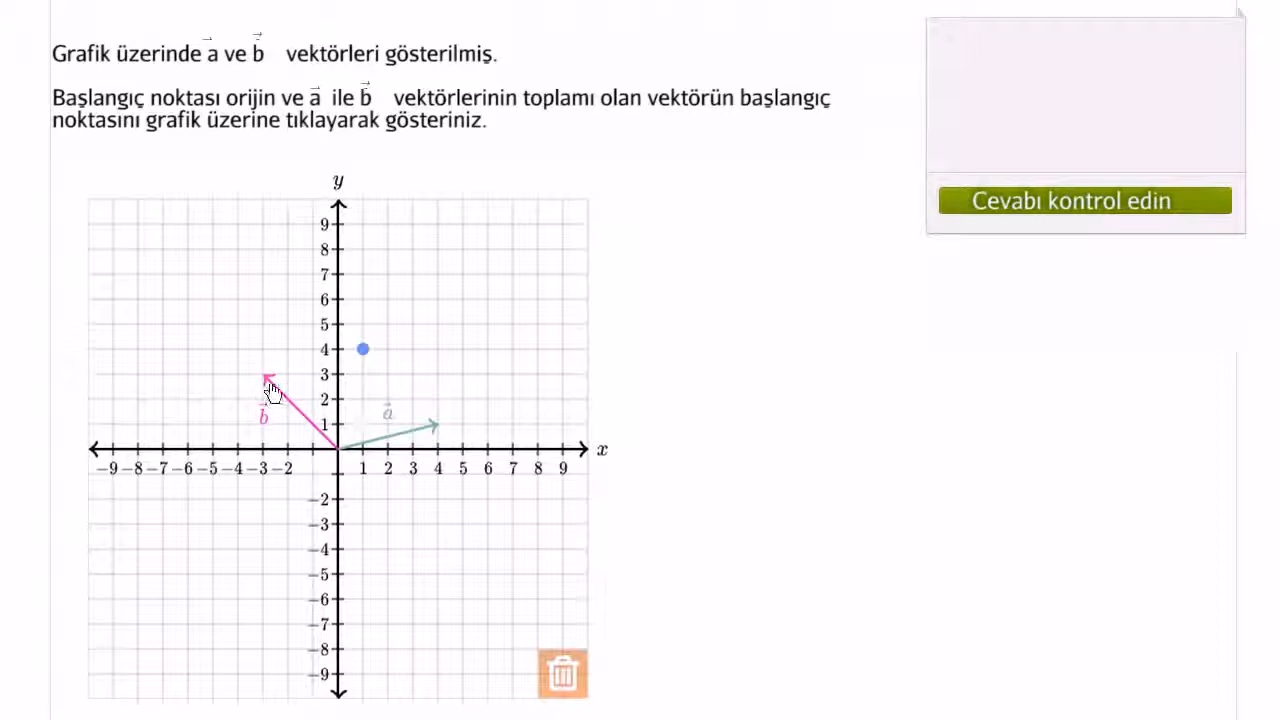 Grafik üzerinde a⃗ ve b⃗ vektörleri gösterilmiş.
Başlangıç noktası orijin ve a⃗ ile b⃗ vektörlerinin toplamı olan vektörün başlangıç
noktasını grafik üzerine tıklayarak gösteriniz.
Cevabı kontrol edin
y
9
8
7
6
5
4
3
2
1
b⃗
a⃗
x
−9 −8 −7 −6 −5 −4 −3 −2 1 2 3 4 5 6 7 8 9
−2
−3
−4
−5
−6
−7
−8
−9